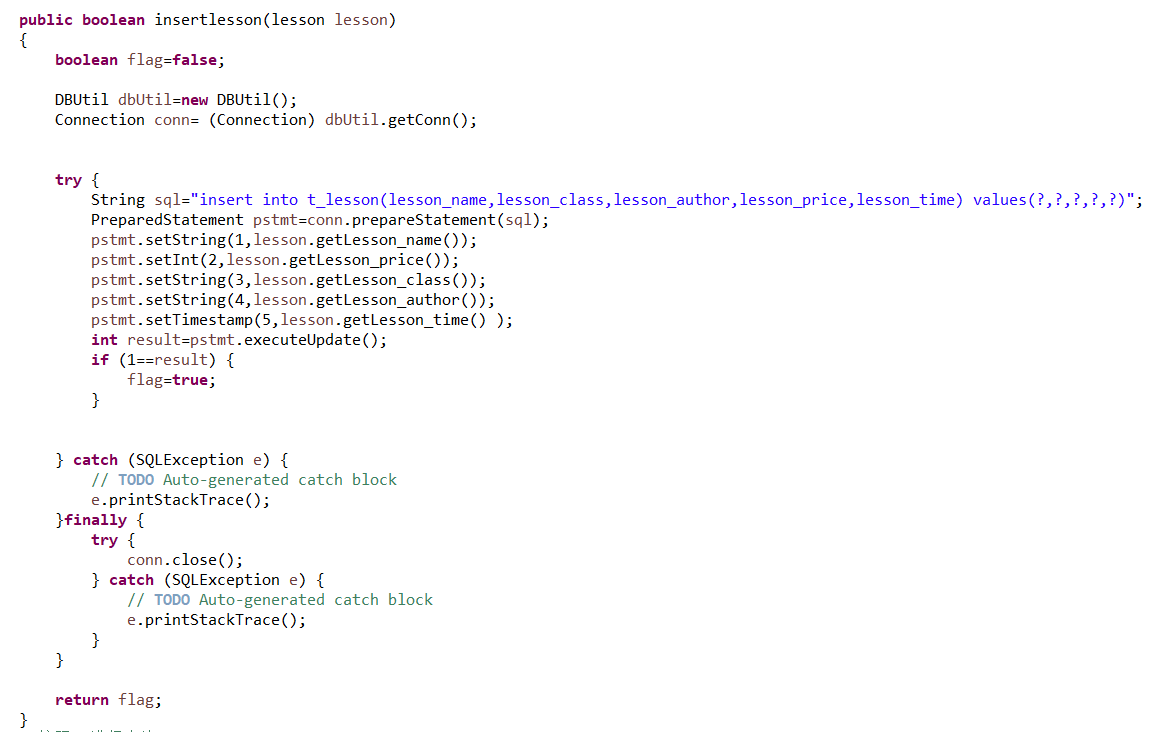 public boolean insertlesson(lesson lesson)
{
    boolean flag=false;
    DBUtil dbUtil=new DBUtil();
    Connection conn= (Connection) dbUtil.getConn();
    try {
        String sql="insert into t_lesson(lesson_name,lesson_class,lesson_author,lesson_price,lesson_time) values(?,?,?,?,?)";
        PreparedStatement pstmt=conn.prepareStatement(sql);
        pstmt.setString(1,lesson.getLesson_name());
        pstmt.setInt(2,lesson.getLesson_price());
        pstmt.setString(3,lesson.getLesson_class());
        pstmt.setString(4,lesson.getLesson_author());
        pstmt.setTimestamp(5,lesson.getLesson_time() );
        int result=pstmt.executeUpdate();
        if (1==result) {
            flag=true;
        }
    } catch (SQLException e) {
        // TODO Auto-generated catch block
        e.printStackTrace();
    }finally {
        try {
            conn.close();
        } catch (SQLException e) {
            // TODO Auto-generated catch block
            e.printStackTrace();
        }
    }
    return flag;
}